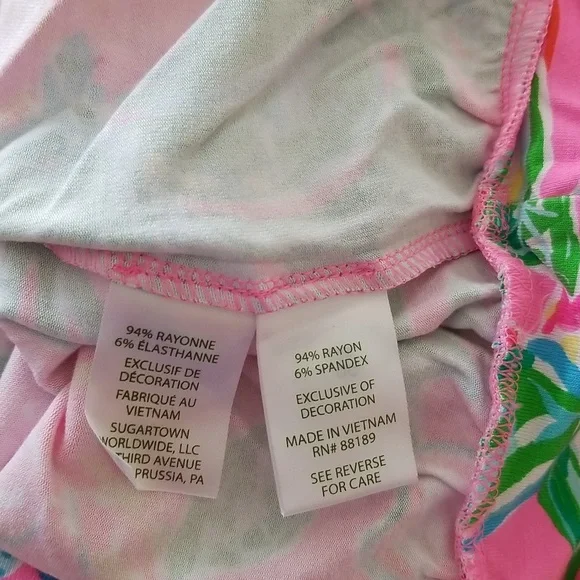 94% RAYONNE
6% ÉLASTHANNE
EXCLUSIF DE
DÉCORATION
FABRIQUÉ AU
VIETNAM
SUGARTOWN
WORLDWIDE, LLC
THIRD AVENUE
PRUSSIA, PA
94% RAYON
6% SPANDEX
EXCLUSIVE OF
DECORATION
MADE IN VIETNAM
RN# 88189
SEE REVERSE
FOR CARE